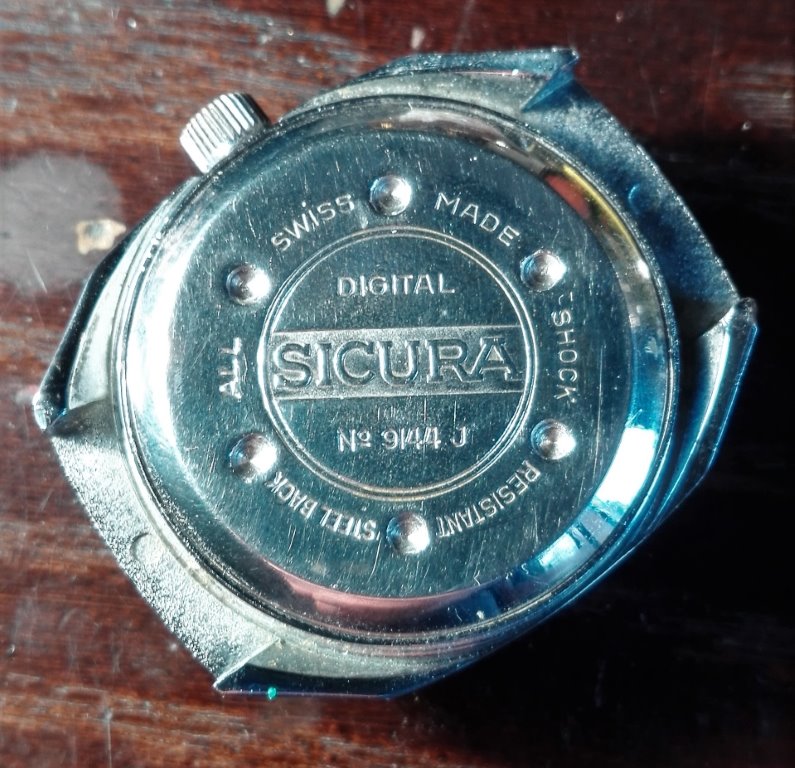 SWISS MADE
SHOCK
RESISTANT
ALL STEEL BACK
DIGITAL
SICURA
No 9144 J